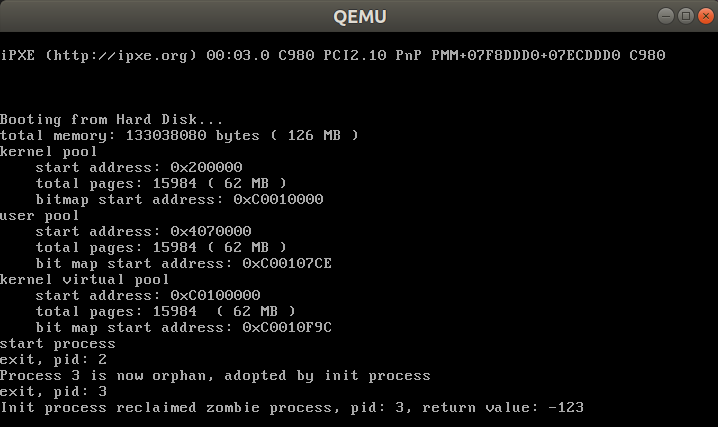 QEMU
iPXE (http://ipxe.org) 00:03.0 C980 PCI2.10 PnP PMM+07F8DDD0+07ECDDD0 C980
Booting from Hard Disk...
total memory: 133038080 bytes ( 126 MB )
kernel pool
    start address: 0x200000
    total pages: 15984 ( 62 MB )
    bitmap start address: 0xC0010000
user pool
    start address: 0x4070000
    total pages: 15984 ( 62 MB )
    bit map start address: 0xC00107CE
kernel virtual pool
    start address: 0xC0100000
    total pages: 15984  ( 62 MB )
    bit map start address: 0xC0010F9C
start process
exit, pid: 2
Process 3 is now orphan, adopted by init process
exit, pid: 3
Init process reclaimed zombie process, pid: 3, return value: -123